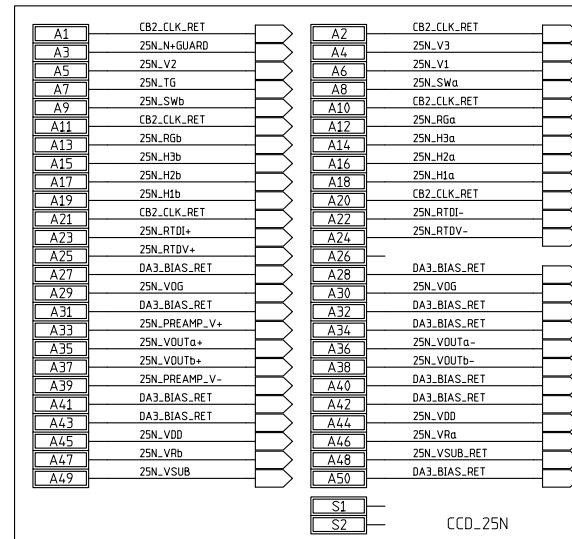 A1 CB2_CLK_RET A2 CB2_CLK_RET
A3 25N_N+GUARD A4 25N_V3
A5 25N_V2 A6 25N_V1
A7 25N_TG A8 25N_SWa
A9 25N_SWb A10 CB2_CLK_RET
A11 CB2_CLK_RET A12 25N_RGa
A13 25N_RGb A14 25N_H3a
A15 25N_H3b A16 25N_H2a
A17 25N_H2b A18 25N_H1a
A19 25N_H1b A20 CB2_CLK_RET
A21 CB2_CLK_RET A22 25N_RTDI-
A23 25N_RTDI+ A24 25N_RTDV-
A25 25N_RTDV+ A26
A27 DA3_BIAS_RET A28 DA3_BIAS_RET
A29 25N_VOG A30 25N_VOG
A31 DA3_BIAS_RET A32 DA3_BIAS_RET
A33 25N_PREAMP_V+ A34 DA3_BIAS_RET
A35 25N_VOUTa+ A36 25N_VOUTa-
A37 25N_VOUTb+ A38 25N_VOUTb-
A39 25N_PREAMP_V- A40 DA3_BIAS_RET
A41 DA3_BIAS_RET A42 DA3_BIAS_RET
A43 DA3_BIAS_RET A44 25N_VDD
A45 25N_VDD A46 25N_VRa
A47 25N_VRb A48 25N_VSUB_RET
A49 25N_VSUB A50 DA3_BIAS_RET
S1
S2 CCD_25N